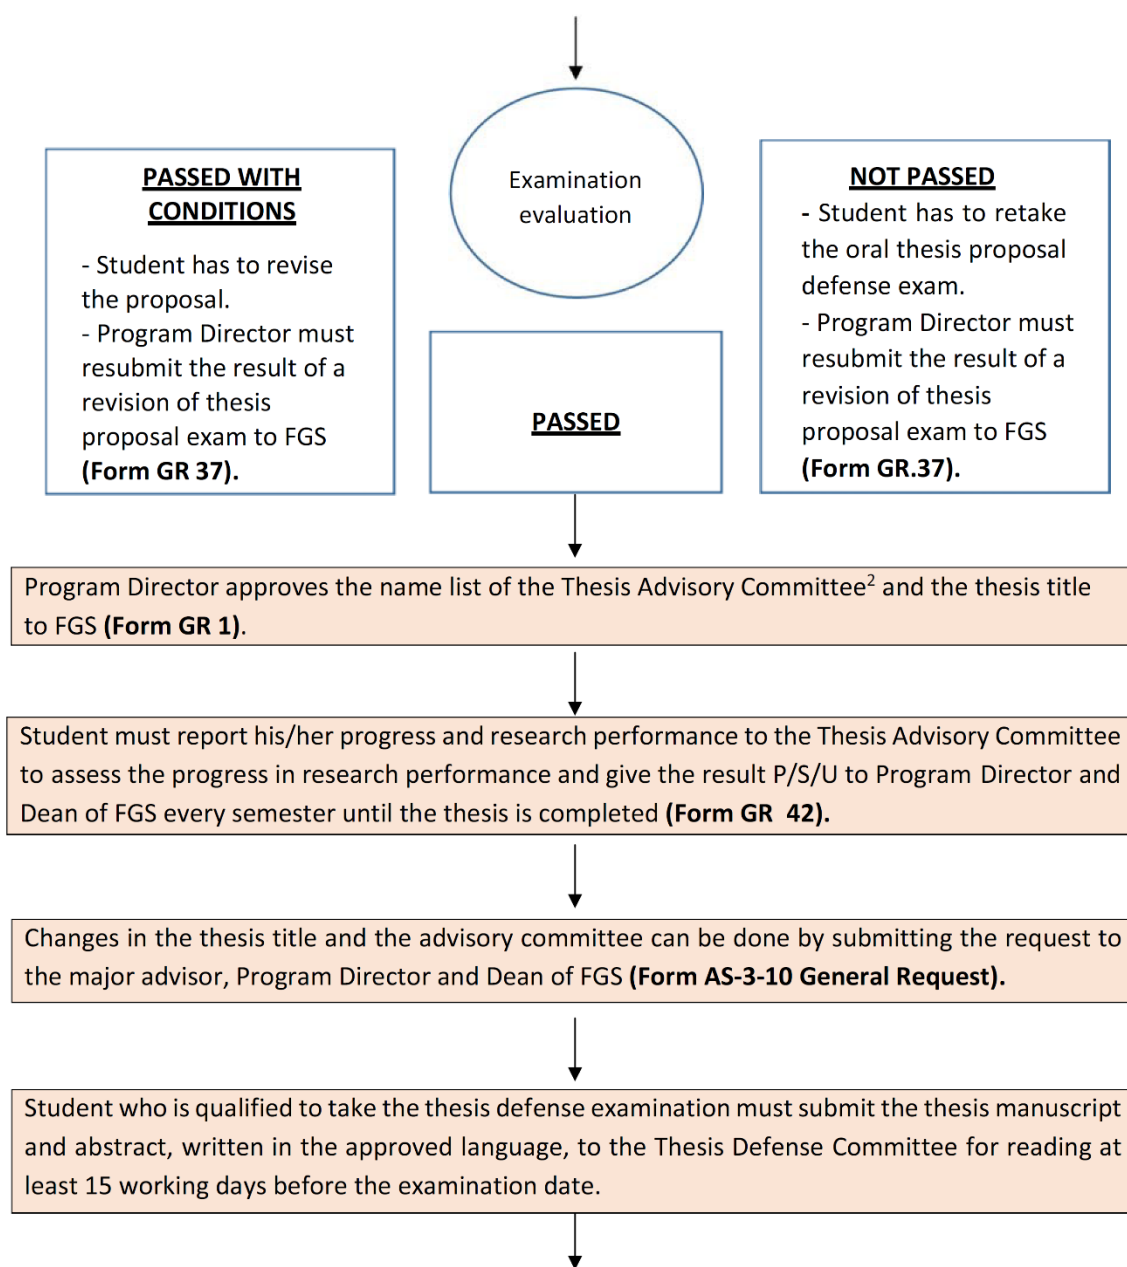 Examination
evaluation
PASSED WITH
CONDITIONS
- Student has to revise
the proposal.
- Program Director must
resubmit the result of a
revision of thesis
proposal exam to FGS
(Form GR 37).
PASSED
NOT PASSED
- Student has to retake
the oral thesis proposal
defense exam.
- Program Director must
resubmit the result of a
revision of thesis
proposal exam to FGS
(Form GR.37).
Program Director approves the name list of the Thesis Advisory Committee² and the thesis title
to FGS (Form GR 1).
Student must report his/her progress and research performance to the Thesis Advisory Committee
to assess the progress in research performance and give the result P/S/U to Program Director and
Dean of FGS every semester until the thesis is completed (Form GR  42).
Changes in the thesis title and the advisory committee can be done by submitting the request to
the major advisor, Program Director and Dean of FGS (Form AS-3-10 General Request).
Student who is qualified to take the thesis defense examination must submit the thesis manuscript
and abstract, written in the approved language, to the Thesis Defense Committee for reading at
least 15 working days before the examination date.